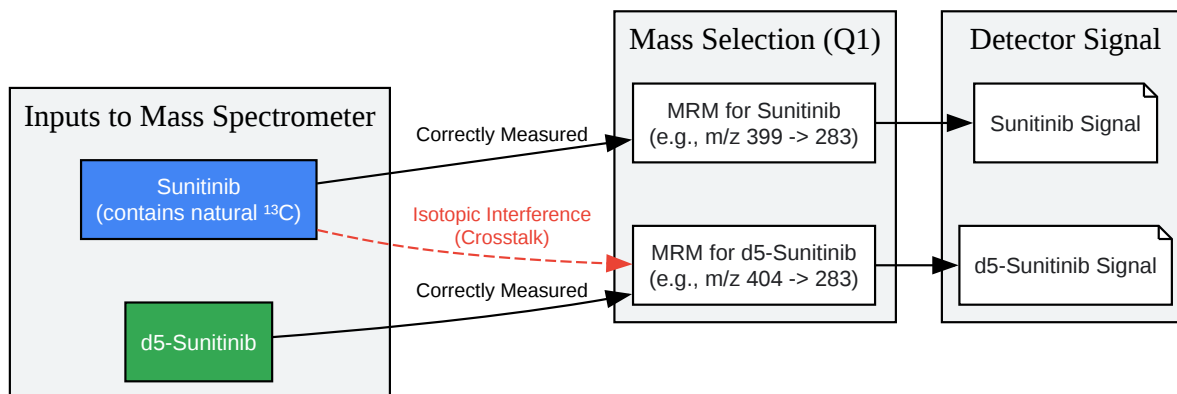 Inputs to Mass Spectrometer
Sunitinib
(contains natural ¹³C)
d5-Sunitinib
Correctly Measured
Isotopic Interference
(Crosstalk)
Correctly Measured
Mass Selection (Q1)
MRM for Sunitinib
(e.g., m/z 399 -> 283)
MRM for d5-Sunitinib
(e.g., m/z 404 -> 283)
Detector Signal
Sunitinib Signal
d5-Sunitinib Signal